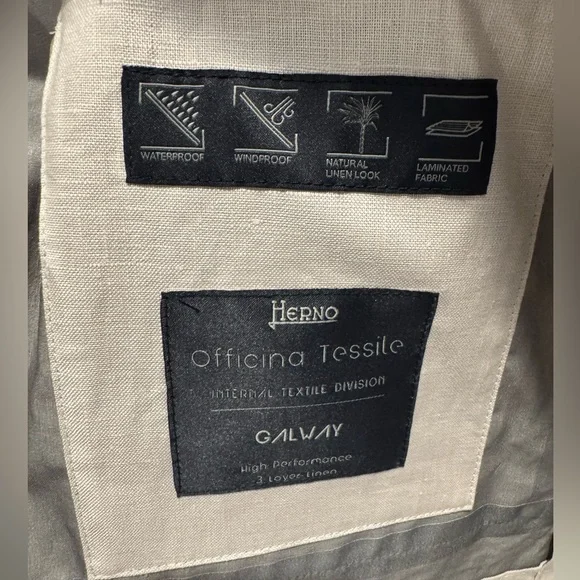 WATERPROOF
WINDPROOF
NATURAL
LINEN LOOK
LAMINATED
FABRIC
HERNO
Officina Tessile
INTERNAL TEXTILE DIVISION
GALWAY
High Performance
3 Layer Linen